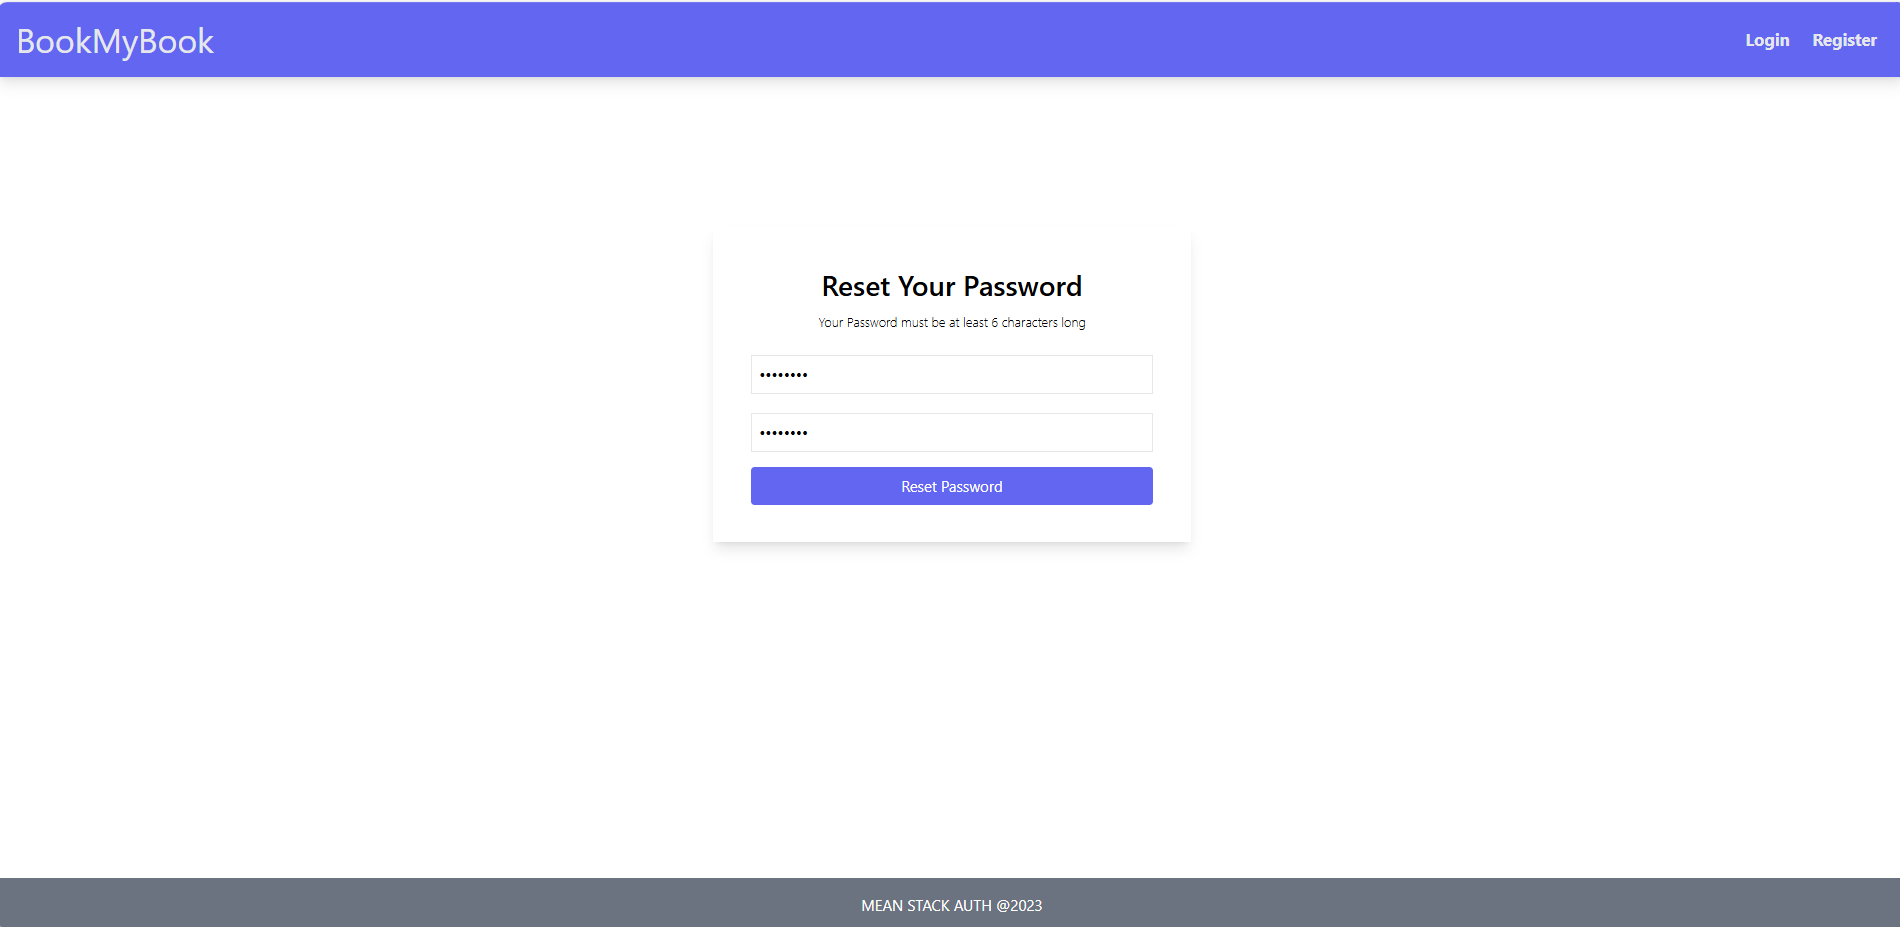 BookMyBook
Login Register
Reset Your Password
Your Password must be at least 6 characters long
••••••••
••••••••
Reset Password
MEAN STACK AUTH @2023